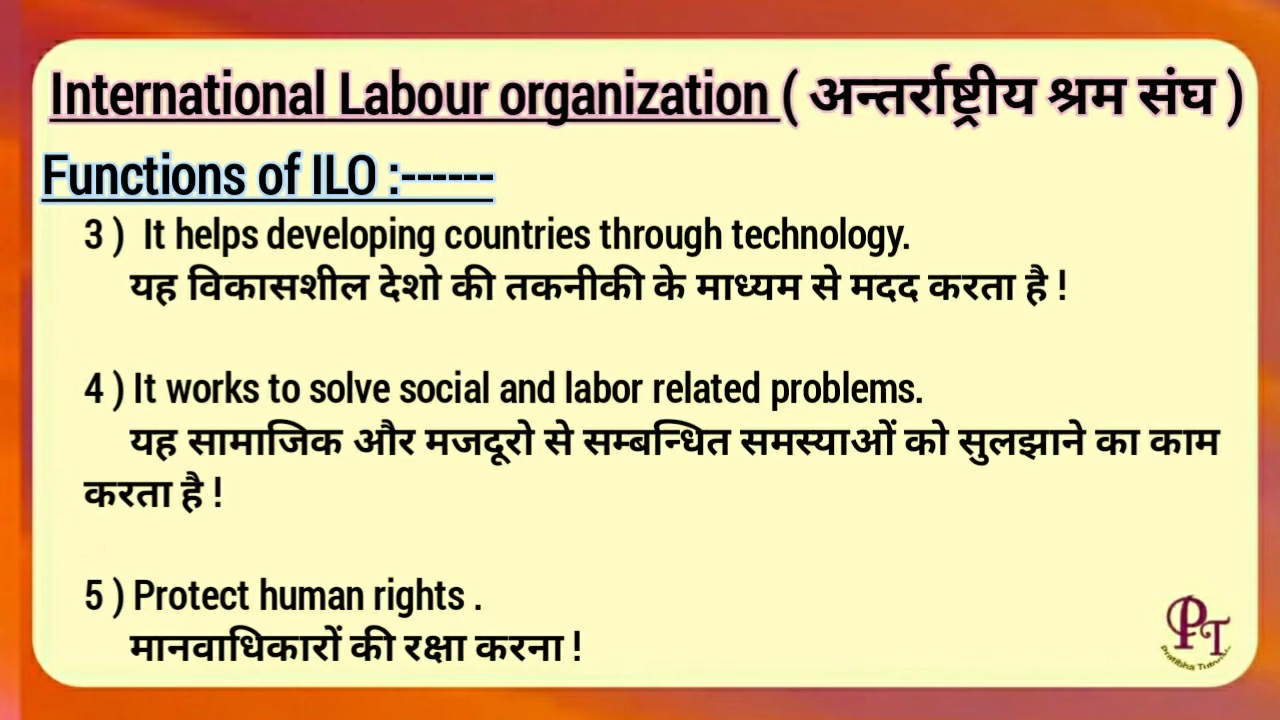 International Labour organization ( अन्तर्राष्ट्रीय श्रम संघ )
Functions of ILO :------
3 ) It helps developing countries through technology.
यह विकासशील देशो की तकनीकी के माध्यम से मदद करता है !
4 ) It works to solve social and labor related problems.
यह सामाजिक और मजदूरो से सम्बन्धित समस्याओं को सुलझाने का काम
करता है !
5 ) Protect human rights .
मानवाधिकारों की रक्षा करना !
PT
Pratibha